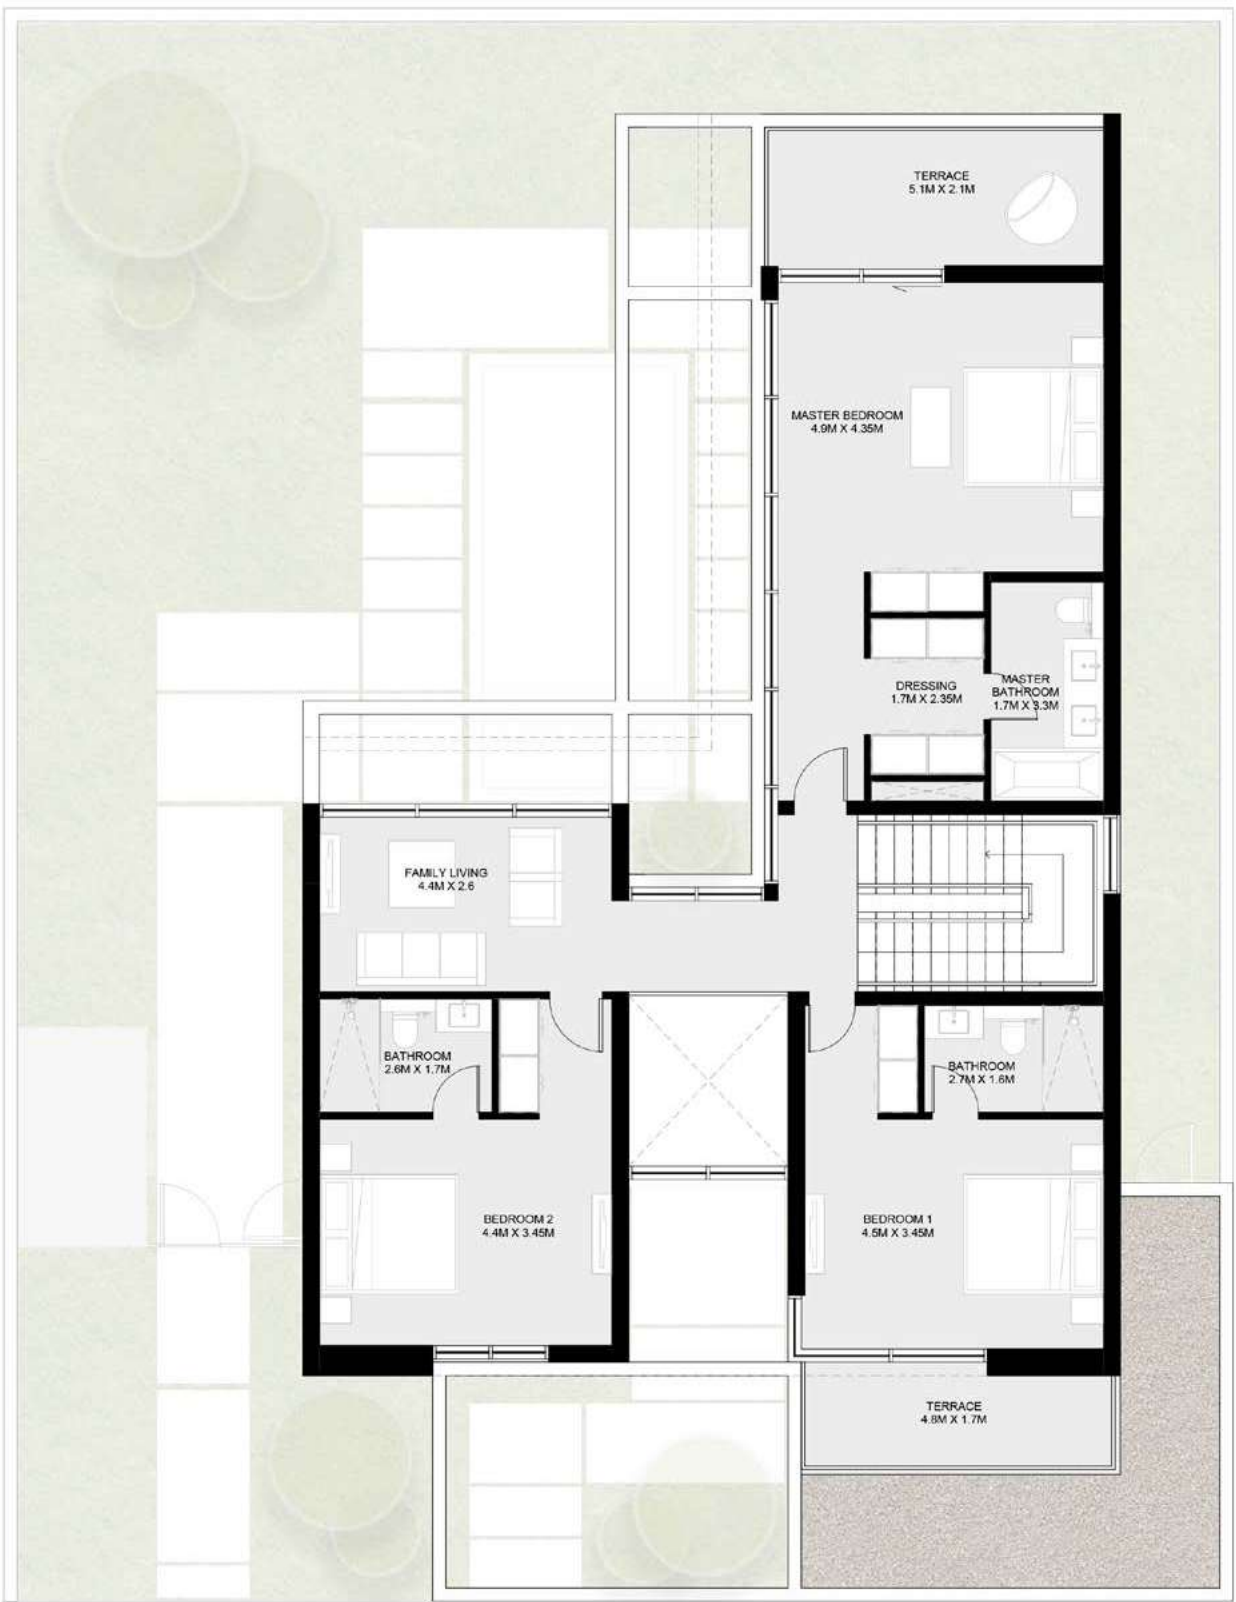 TERRACE
5.1M X 2.1M
MASTER BEDROOM
4.9M X 4.35M
DRESSING
1.7M X 2.35M
MASTER
BATHROOM
1.7M X 3.3M
FAMILY LIVING
4.4M X 2.6
BATHROOM
2.6M X 1.7M
BATHROOM
2.7M X 1.6M
BEDROOM 2
4.4M X 3.45M
BEDROOM 1
4.5M X 3.45M
TERRACE
4.8M X 1.7M